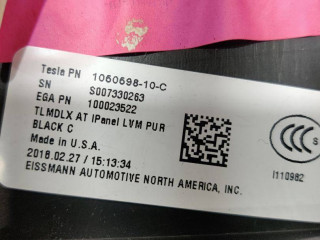 Tesla PN 1060698-10-C
SN S007330263
EGA PN 100023522
TLMDLX AT IPanel LVM PUR
BLACK C
Made in U.S.A.
2018.02.27 / 15:13:34
EISSMANN AUTOMOTIVE NORTH AMERICA, INC.
CCC S
I110982